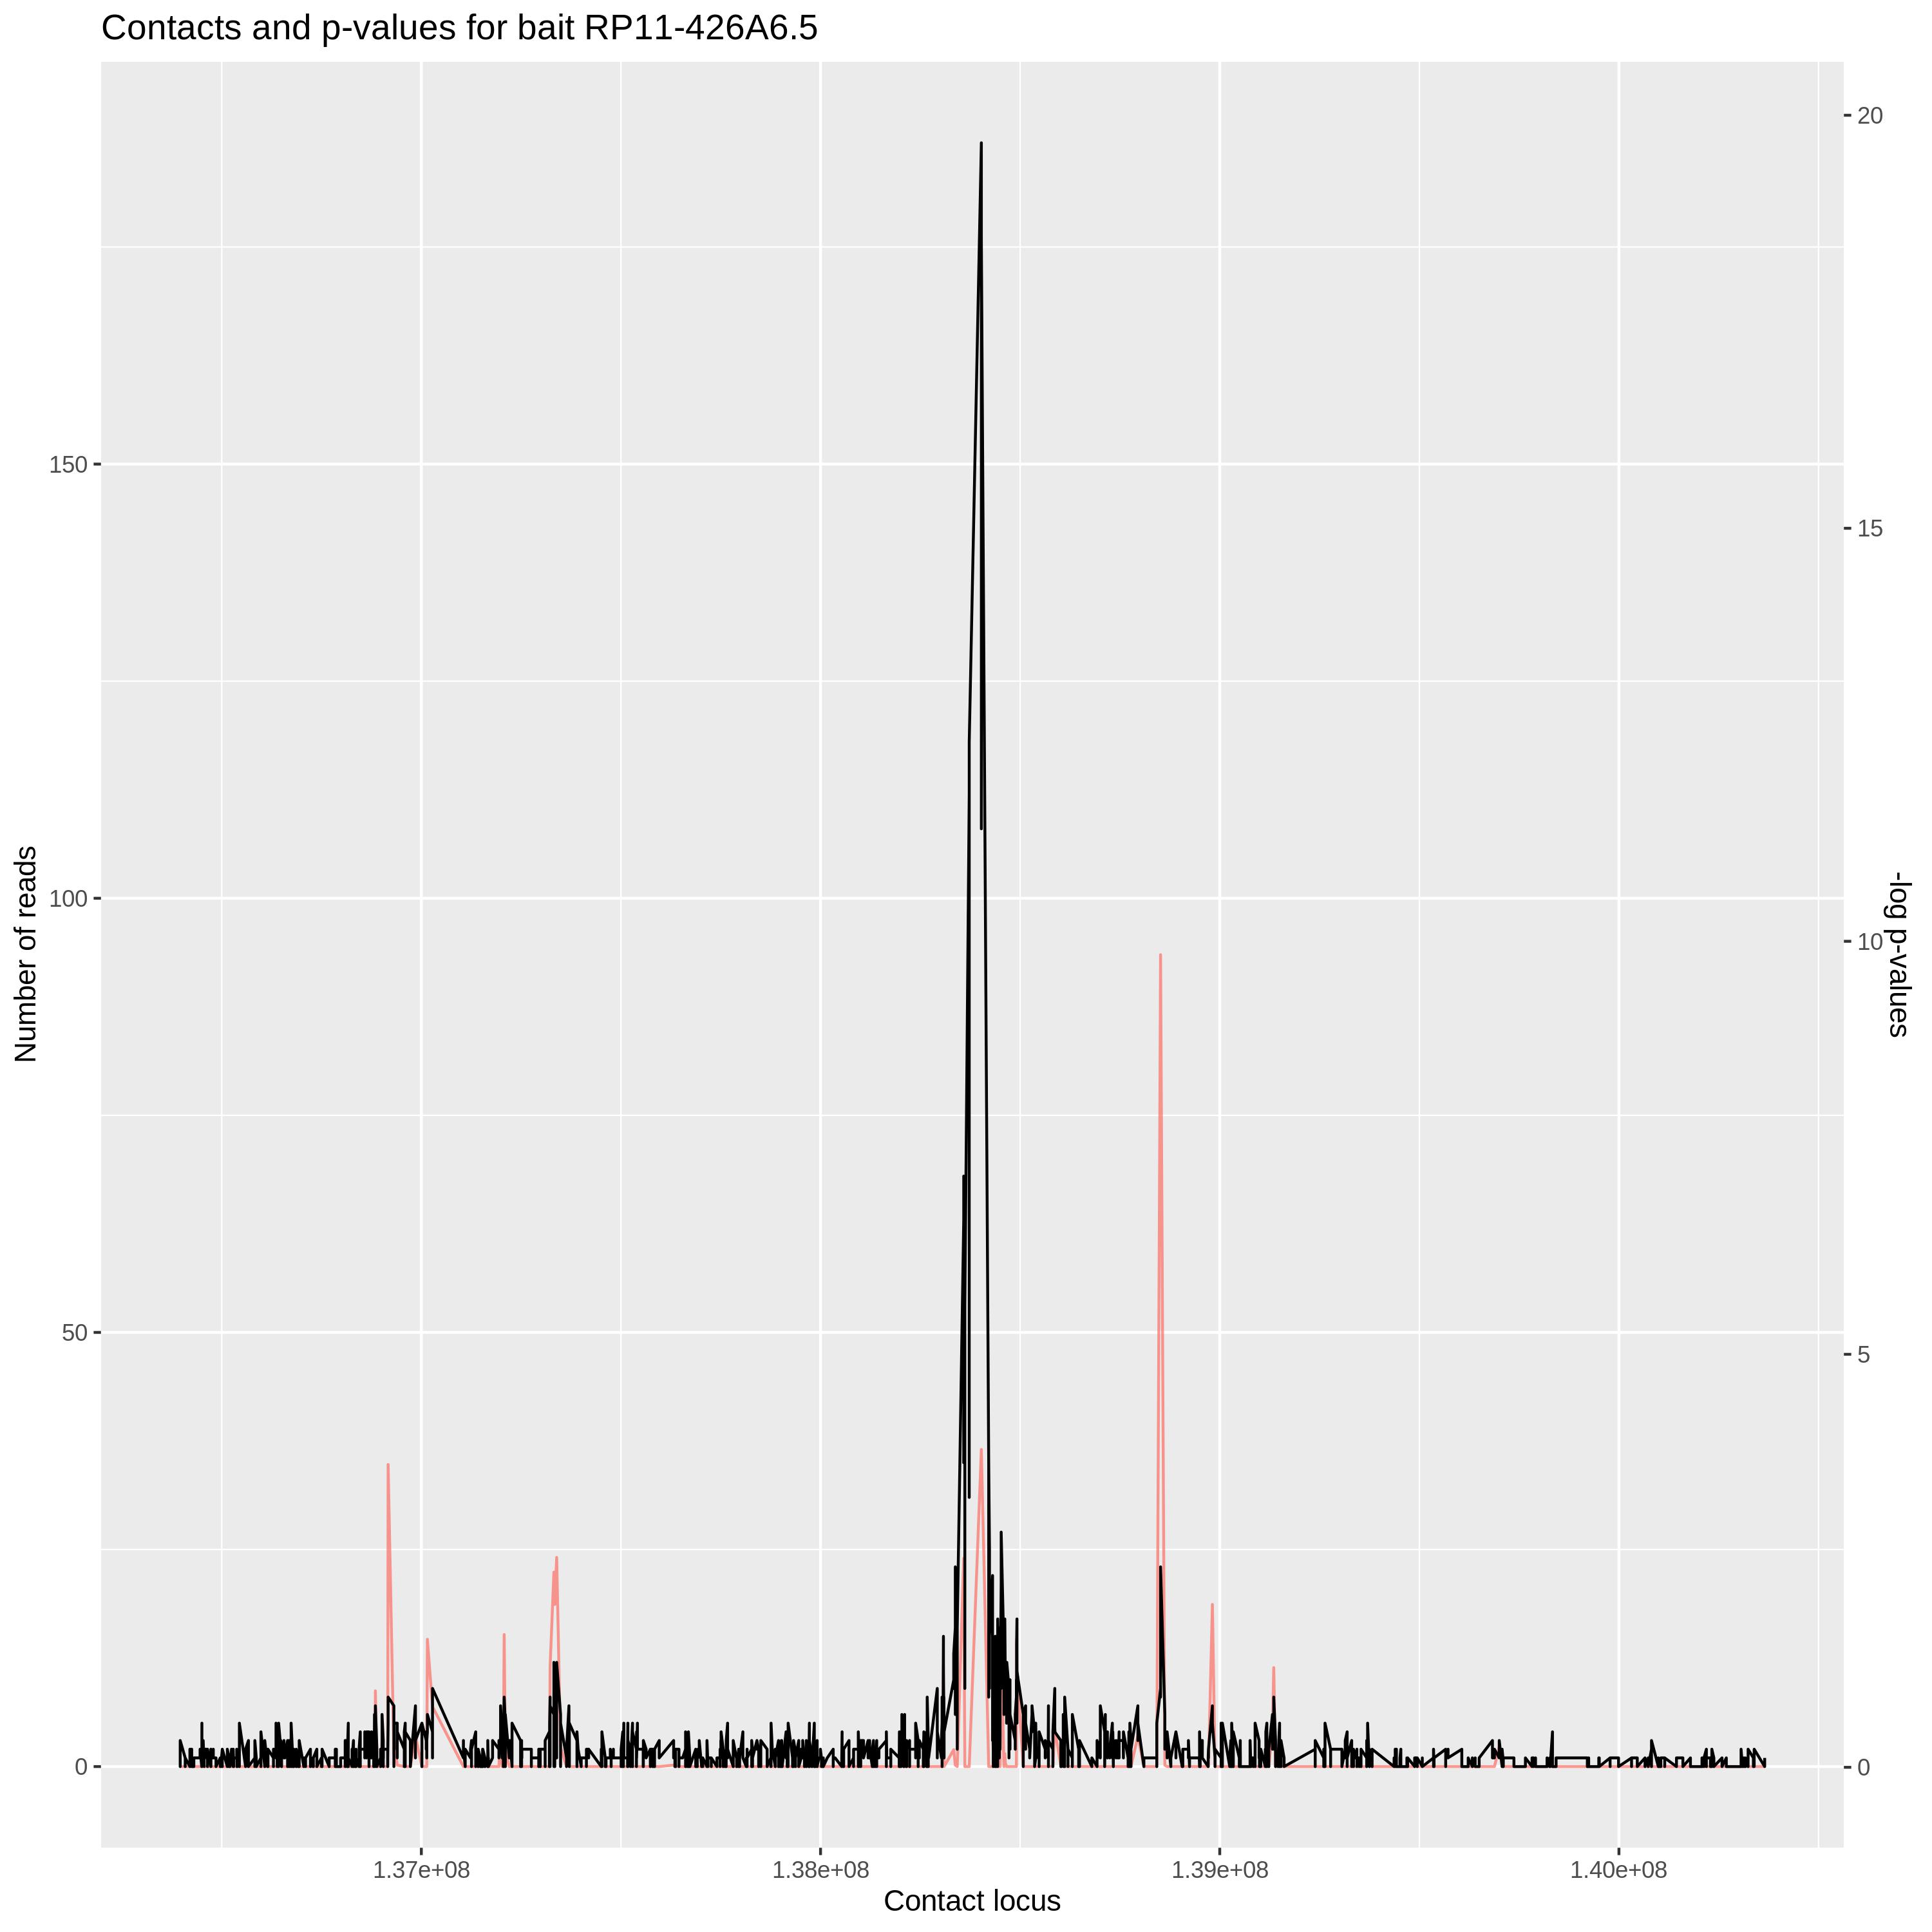 Contacts and p-values for bait RP11-426A6.5
20
15
10
5
0
150
100
50
0
Number of reads
-log p-values
1.37e+08
1.38e+08
1.39e+08
1.40e+08
Contact locus